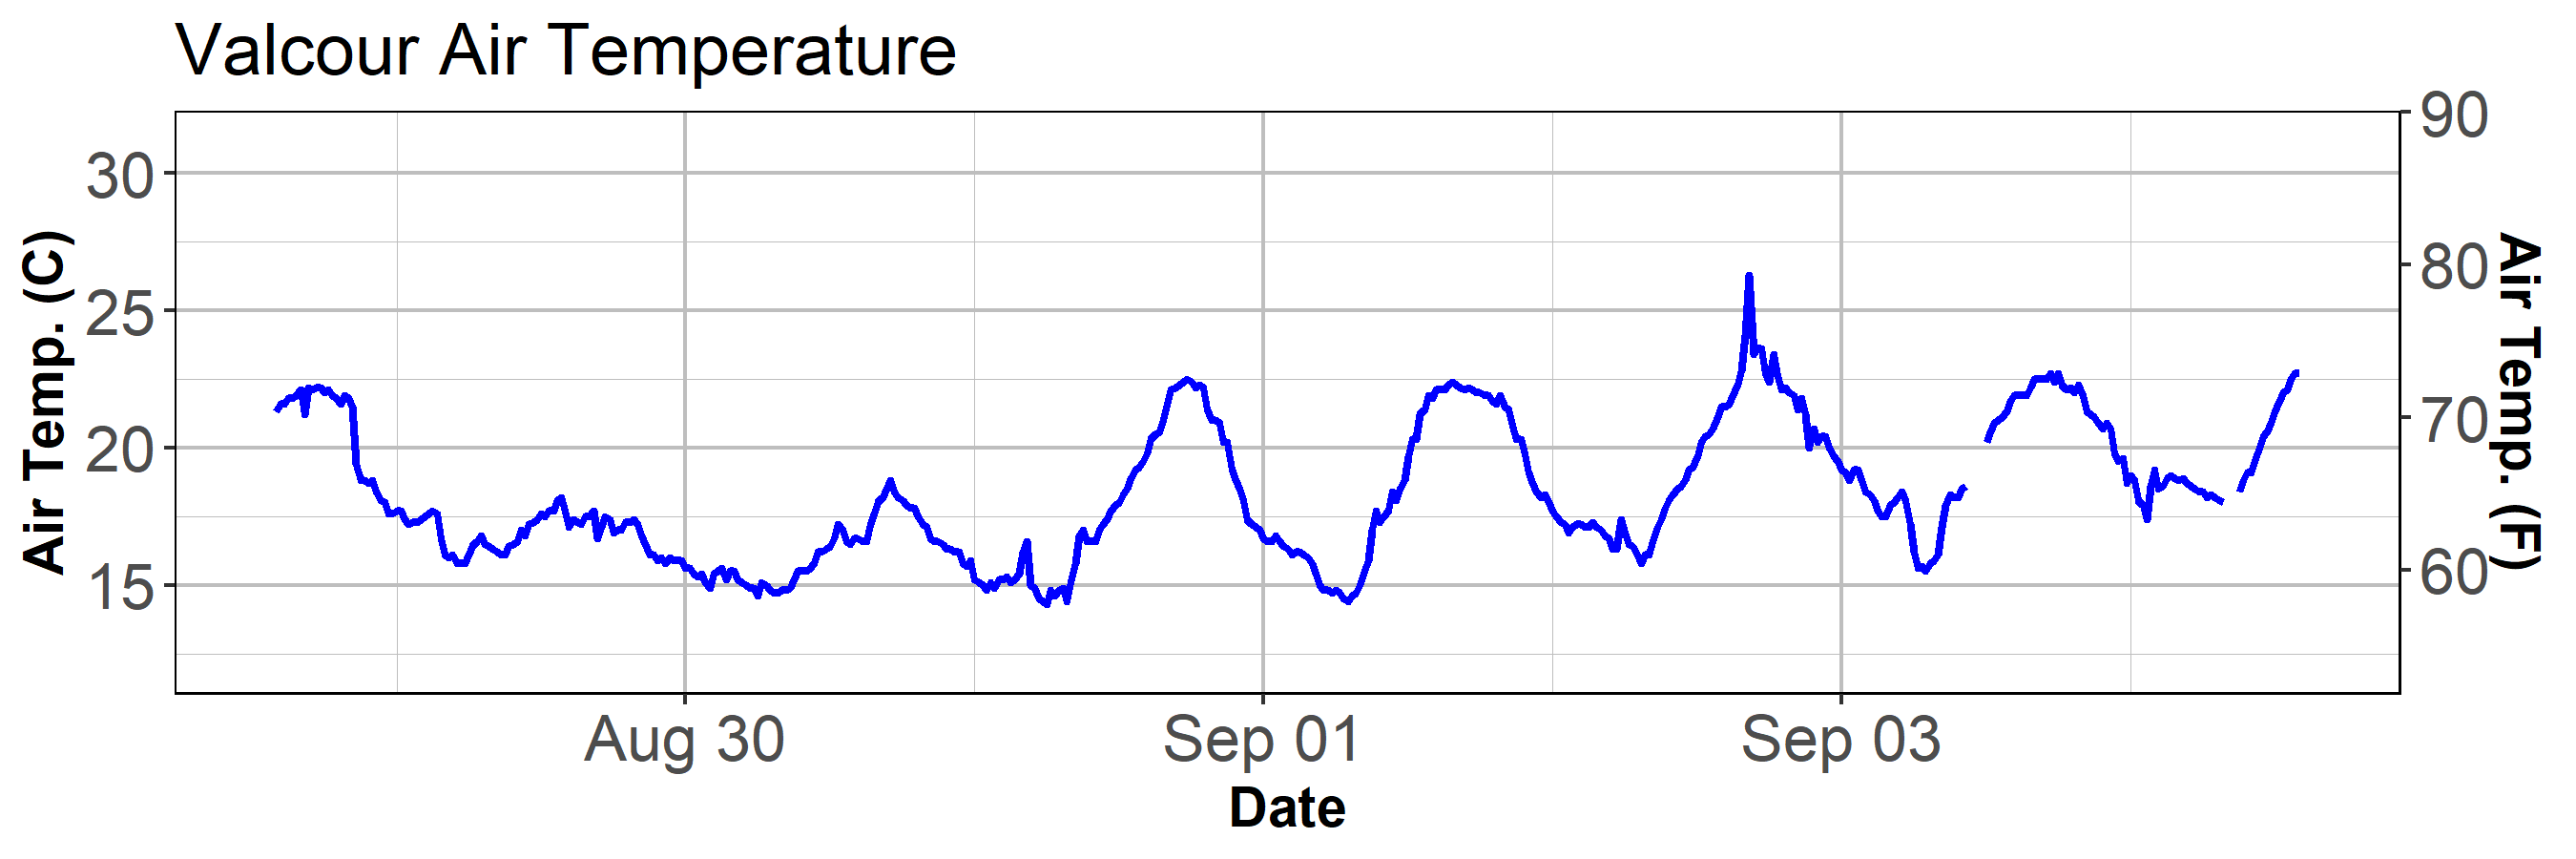 Valcour Air Temperature
Air Temp. (C)
30
25
20
15
90
80
70
60
Air Temp. (F)
Aug 30
Sep 01
Sep 03
Date